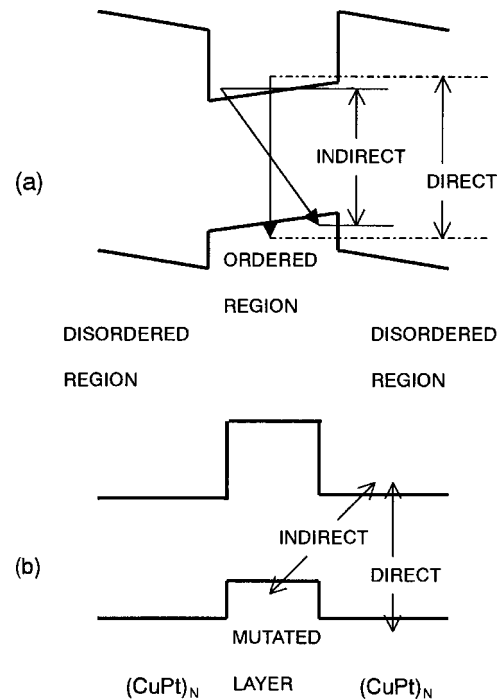 (a)
INDIRECT
DIRECT
ORDERED
REGION
DISORDERED
REGION
DISORDERED
REGION
(b)
INDIRECT
DIRECT
MUTATED
LAYER
(CuPt)N
(CuPt)N